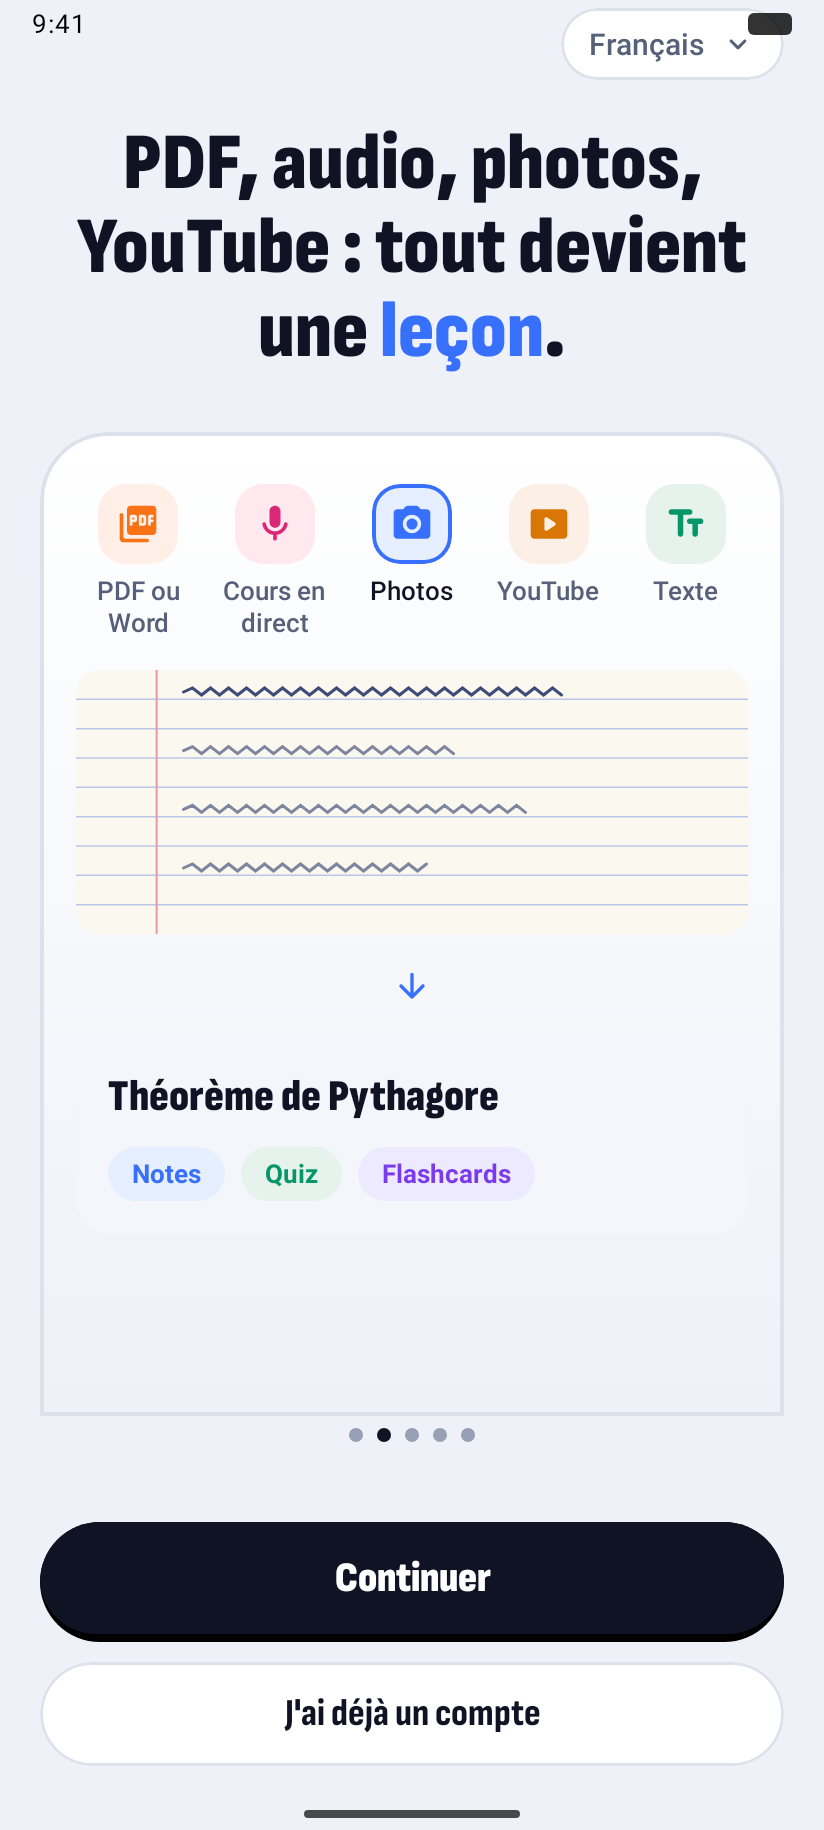 9:41
Français
PDF, audio, photos,
YouTube : tout devient
une leçon.
PDF
PDF ou
Word
Cours en
direct
Photos
YouTube
Tt
Texte
Théorème de Pythagore
Notes
Quiz
Flashcards
Continuer
J'ai déjà un compte